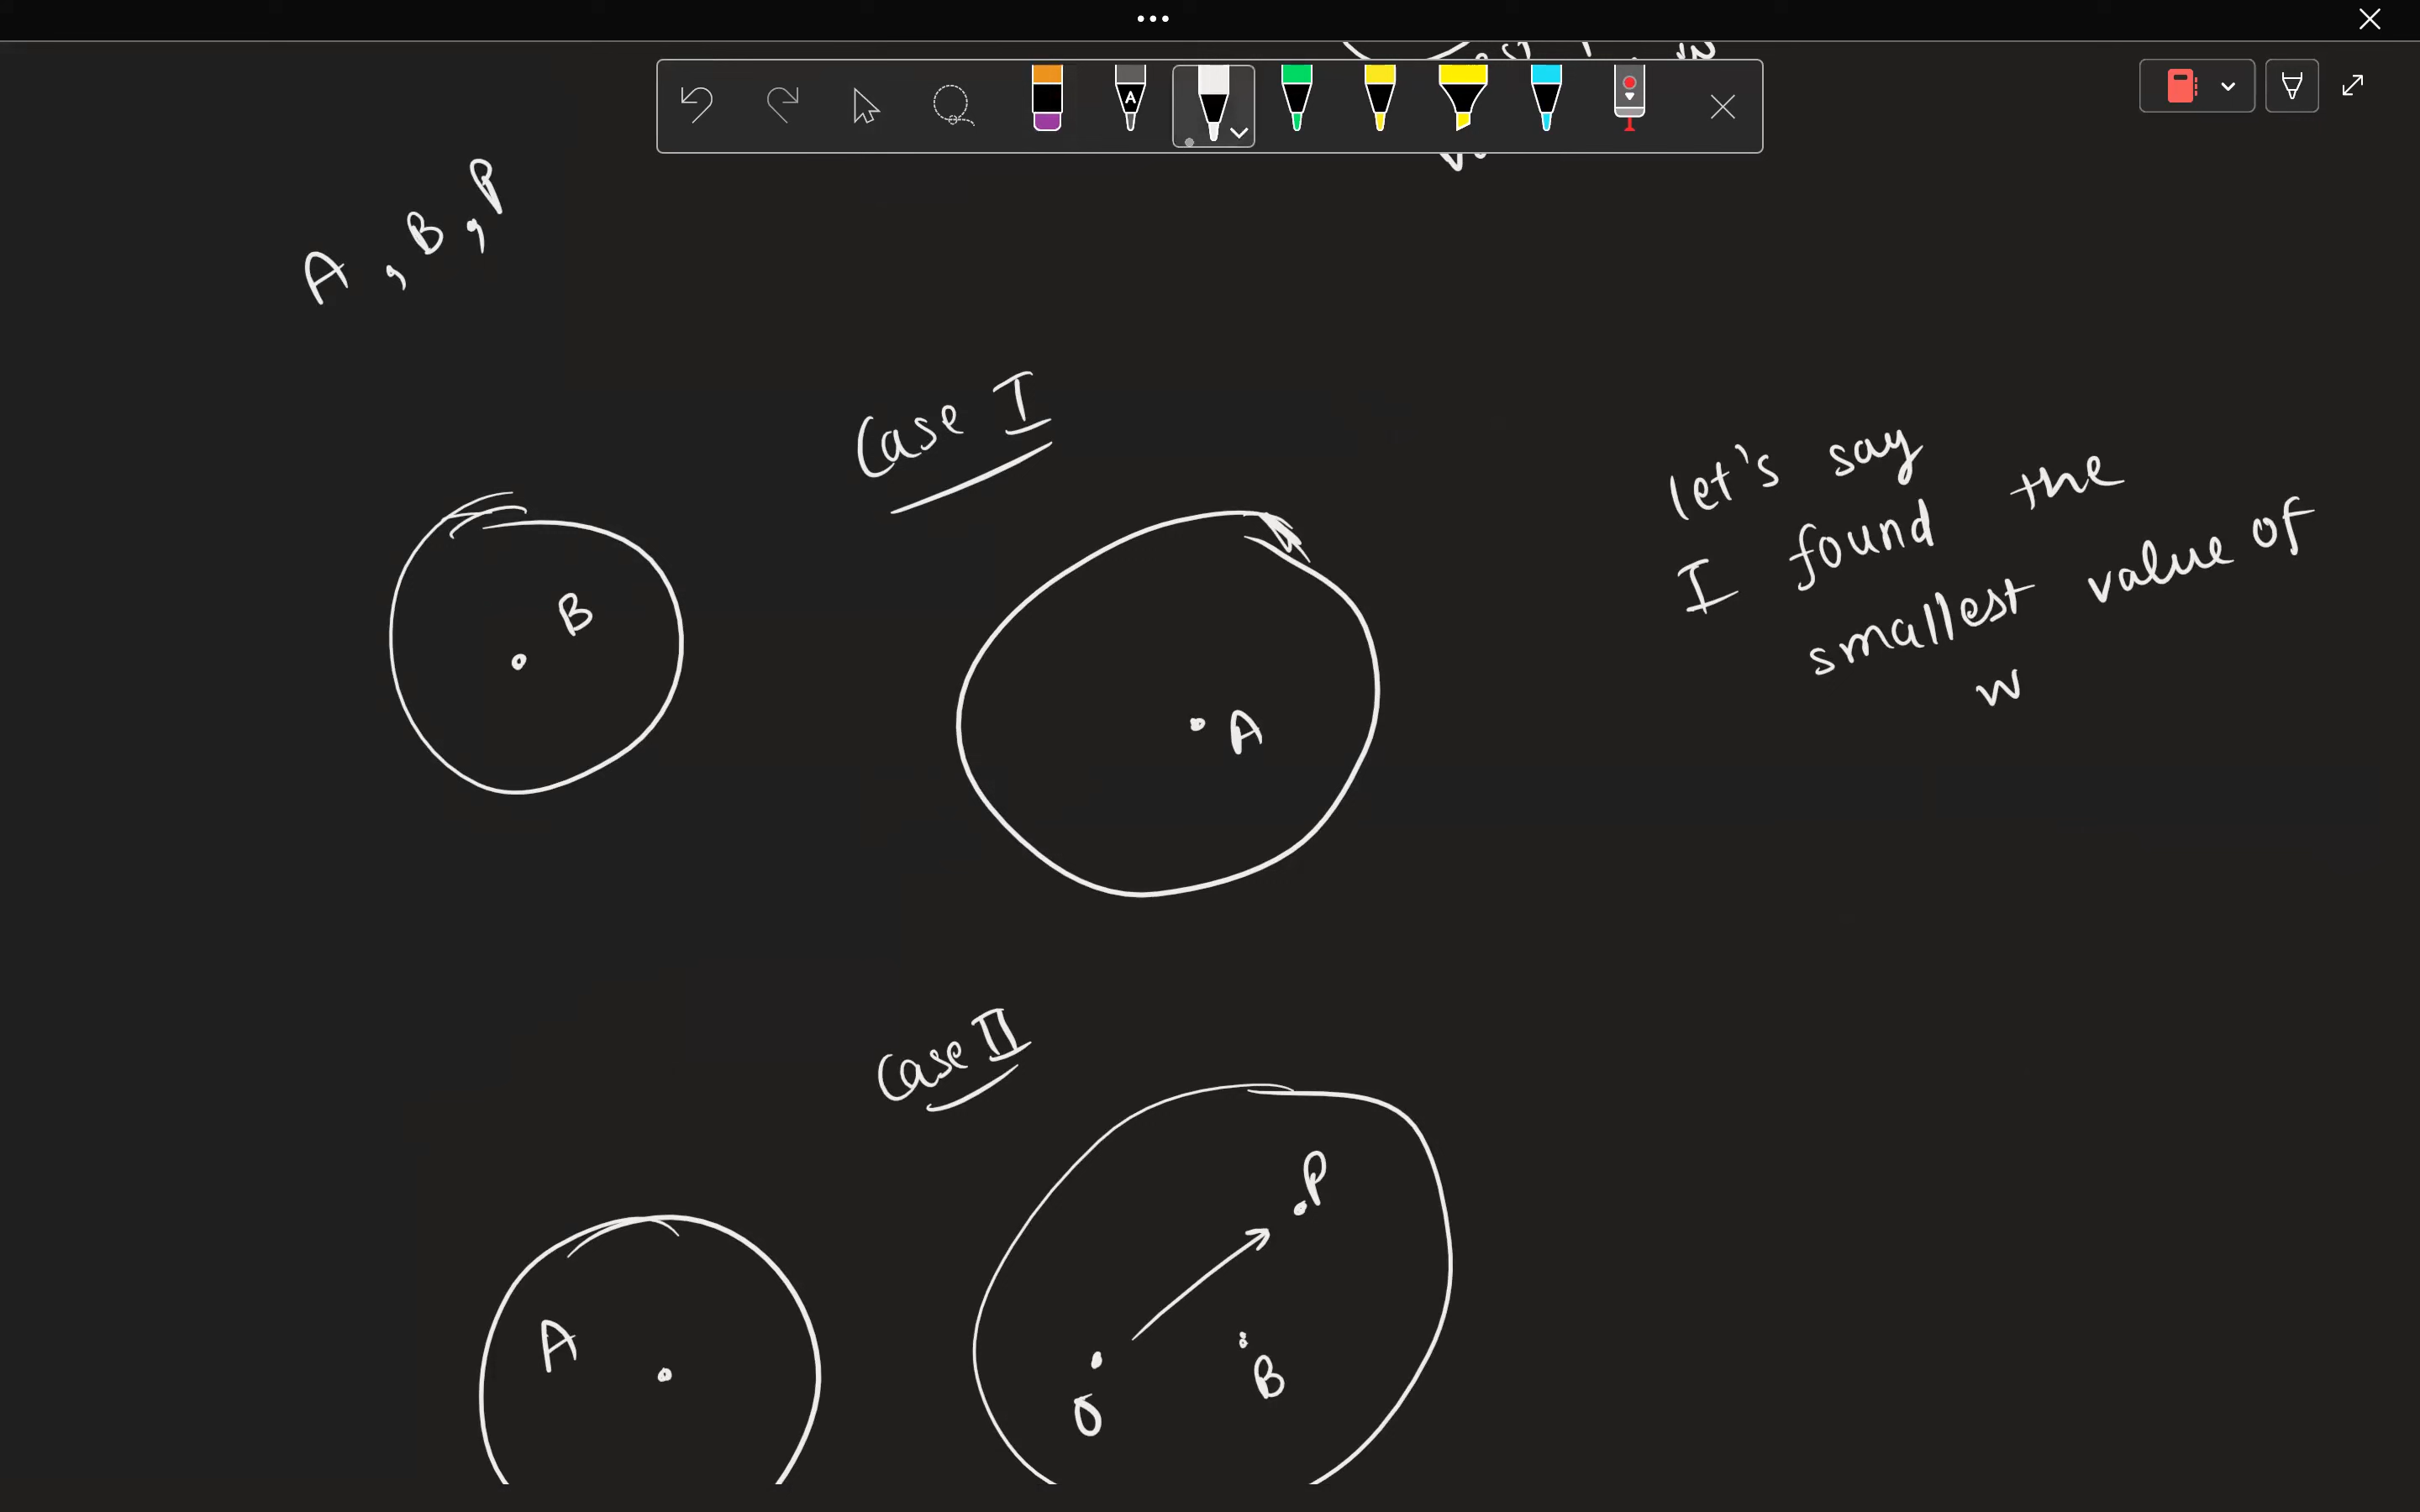 A, B, P
Case I
let's say
I found the
smallest value of
w
B
A
Case II
P
A
B
O